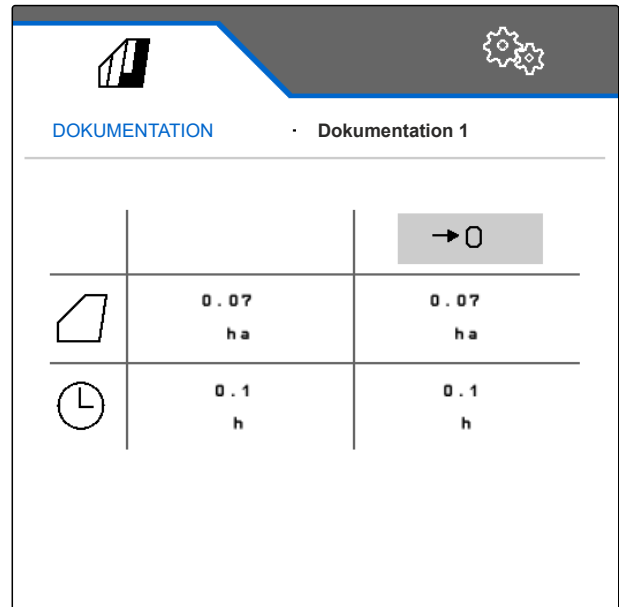 DOKUMENTATION · Dokumentation 1
→0
0.07 0.07
ha ha
0.1 0.1
h h